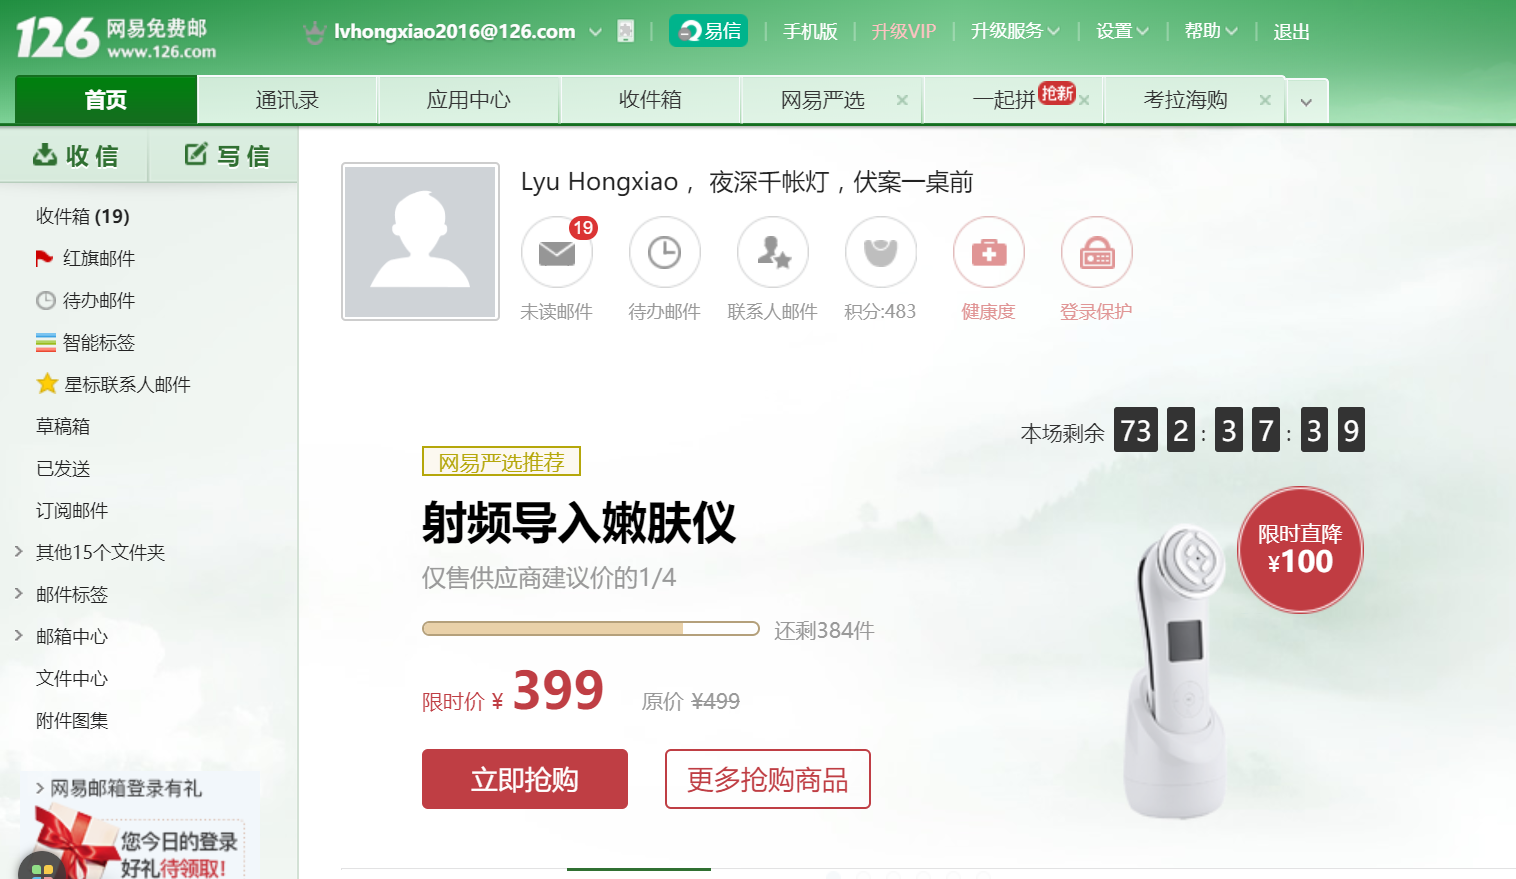 126 网易免费邮
www.126.com
lvhongxiao2016@126.com
易信
手机版
升级VIP
升级服务
设置
帮助
退出
首页
通讯录
应用中心
收件箱
网易严选
一起拼
抢新
考拉海购
收信
写信
收件箱 (19)
红旗邮件
待办邮件
智能标签
星标联系人邮件
草稿箱
已发送
订阅邮件
其他15个文件夹
邮件标签
邮箱中心
文件中心
附件图集
网易邮箱登录有礼
您今日的登录
好礼待领取!
Lyu Hongxiao，夜深千帐灯，伏案一桌前
19
未读邮件
待办邮件
联系人邮件
积分:483
健康度
登录保护
本场剩余 73 2 : 3 7 : 3 9
网易严选推荐
射频导入嫩肤仪
仅售供应商建议价的1/4
还剩384件
限时价 ¥ 399 原价 ¥499
立即抢购
更多抢购商品
限时直降
¥100